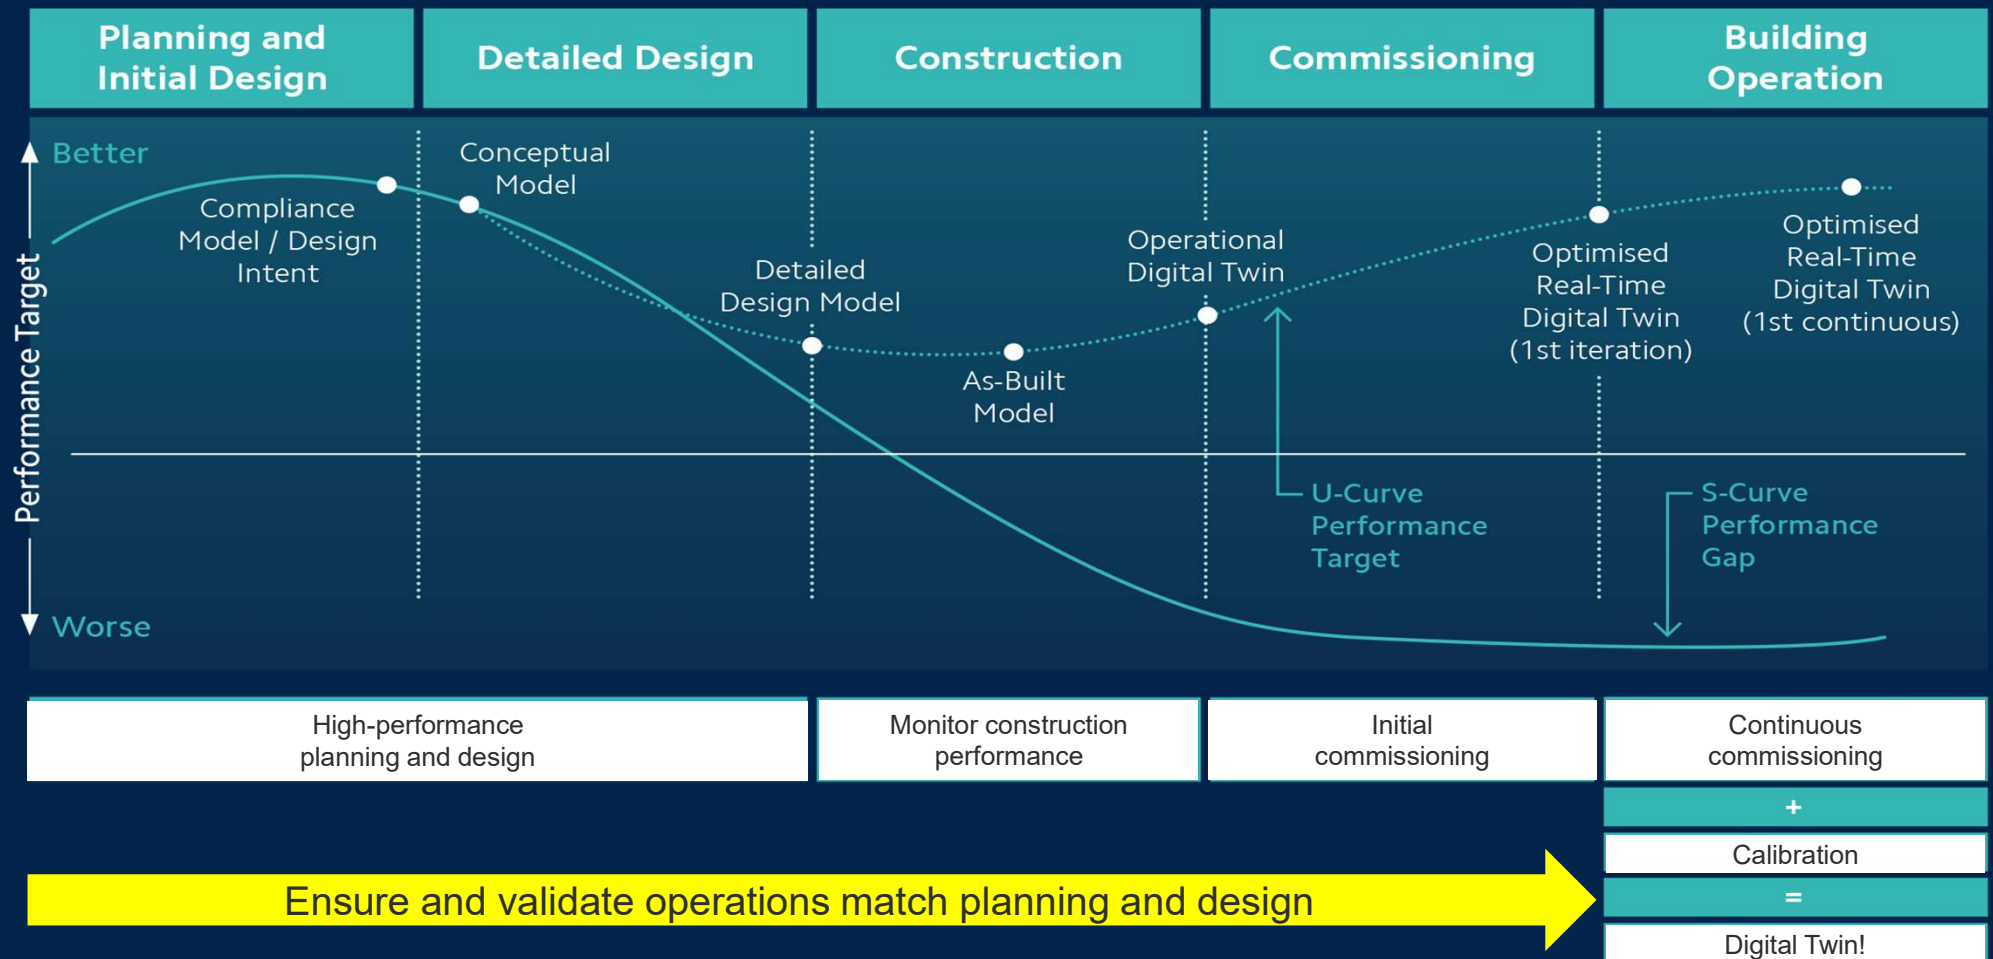 Planning and
Initial Design
Detailed Design
Construction
Commissioning
Building
Operation
Performance Target
Better
Worse
Compliance
Model / Design
Intent
Conceptual
Model
Detailed
Design Model
As-Built
Model
Operational
Digital Twin
Optimised
Real-Time
Digital Twin
(1st iteration)
Optimised
Real-Time
Digital Twin
(1st continuous)
U-Curve
Performance
Target
S-Curve
Performance
Gap
High-performance
planning and design
Monitor construction
performance
Initial
commissioning
Continuous
commissioning
+
Calibration
=
Digital Twin!
Ensure and validate operations match planning and design